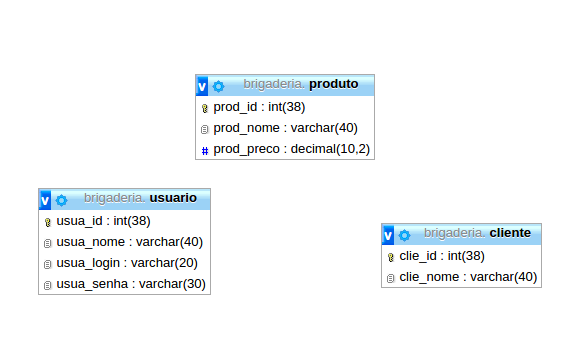 brigaderia. produto
prod_id : int(38)
prod_nome : varchar(40)
# prod_preco : decimal(10,2)
brigaderia. usuario
usua_id : int(38)
usua_nome : varchar(40)
usua_login : varchar(20)
usua_senha : varchar(30)
brigaderia. cliente
clie_id : int(38)
clie_nome : varchar(40)